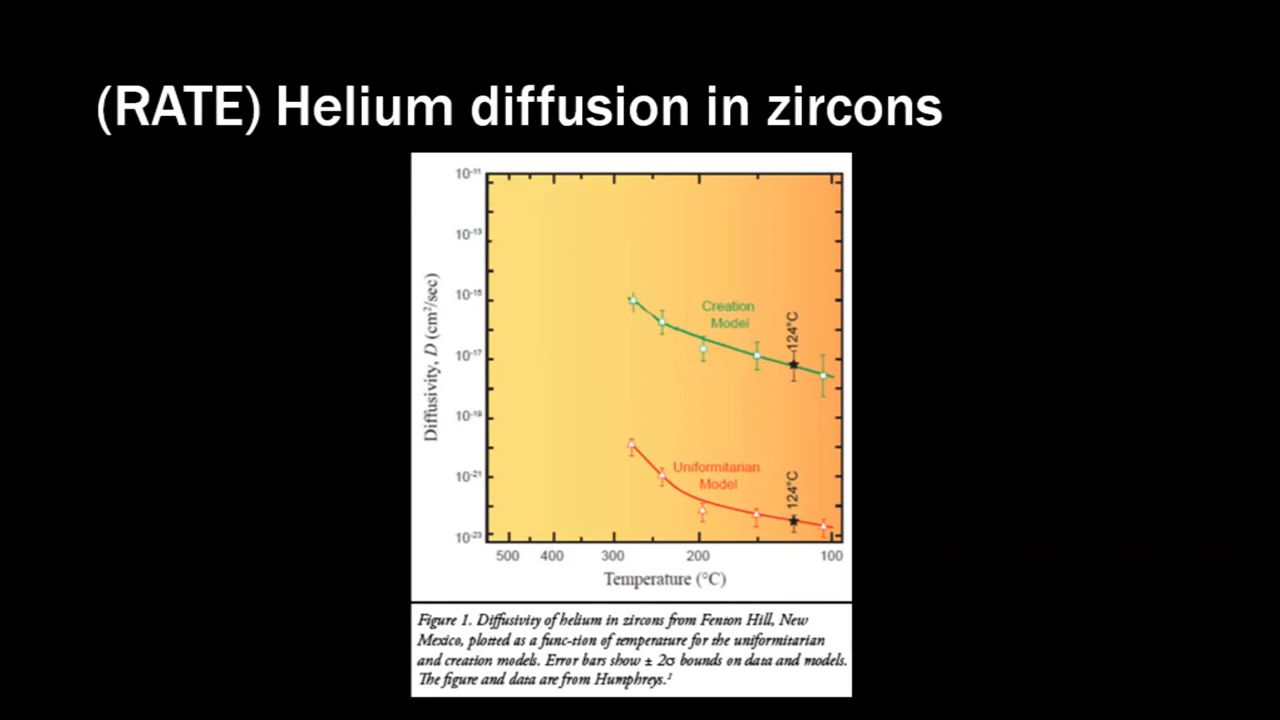 (RATE) Helium diffusion in zircons
10⁻¹¹
10⁻¹³
10⁻¹⁵
10⁻¹⁷
10⁻¹⁹
10⁻²¹
10⁻²³
Diffusivity, D (cm²/sec)
Creation
Model
124°C
Uniformitarian
Model
124°C
500 400 300 200 100
Temperature (°C)
Figure 1. Diffusivity of helium in zircons from Fenton Hill, New
Mexico, plotted as a func-tion of temperature for the uniformitarian
and creation models. Error bars show ± 2σ bounds on data and models.
The figure and data are from Humphreys.¹